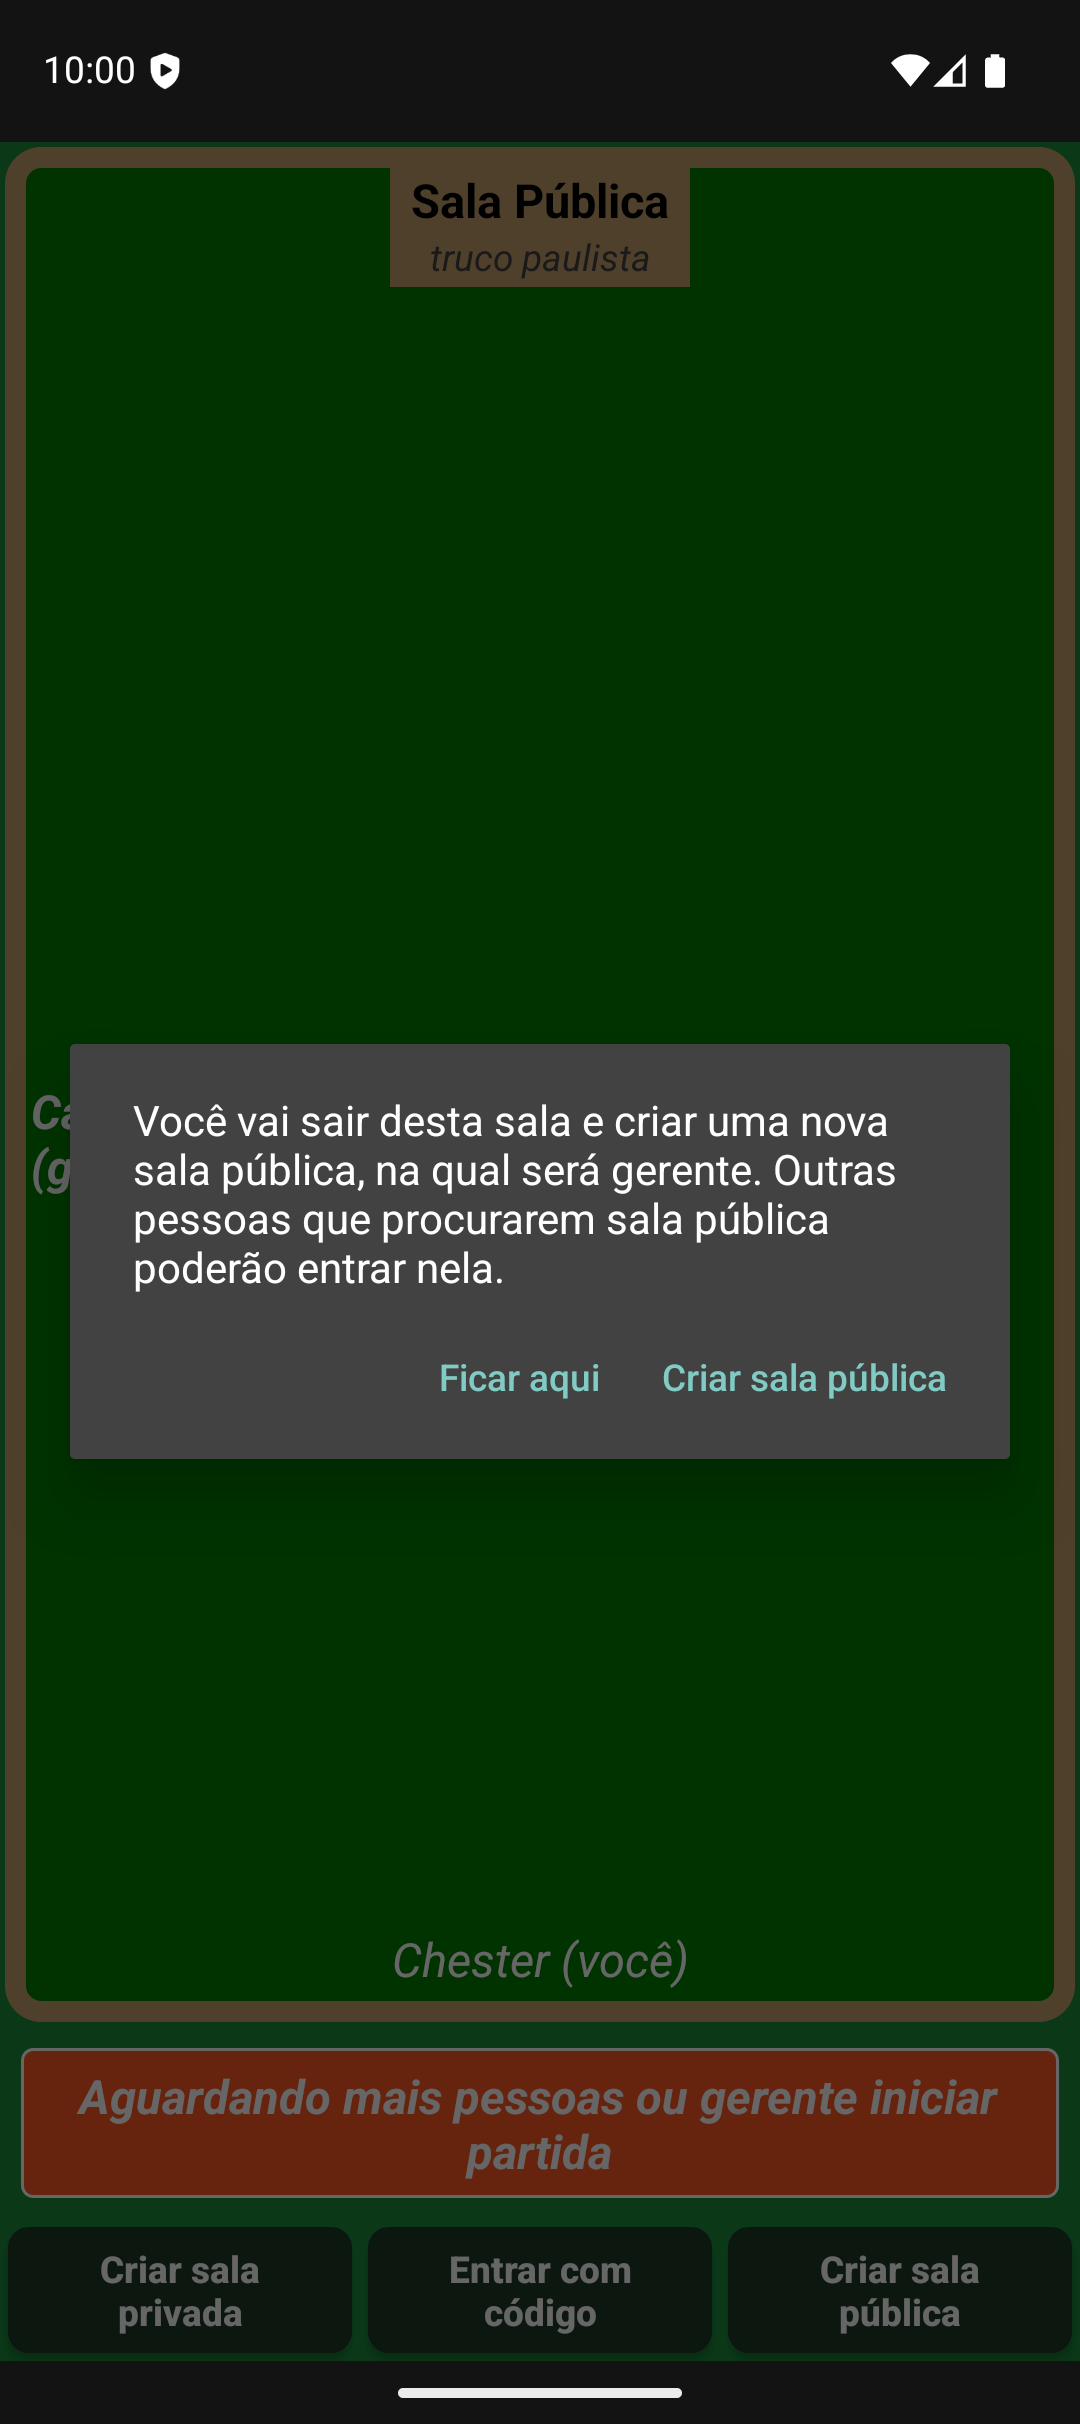 10:00
Sala Pública
truco paulista
Você vai sair desta sala e criar uma nova
sala pública, na qual será gerente. Outras
pessoas que procurarem sala pública
poderão entrar nela.
Ficar aqui
Criar sala pública
Chester (você)
Aguardando mais pessoas ou gerente iniciar
partida
Criar sala
privada
Entrar com
código
Criar sala
pública